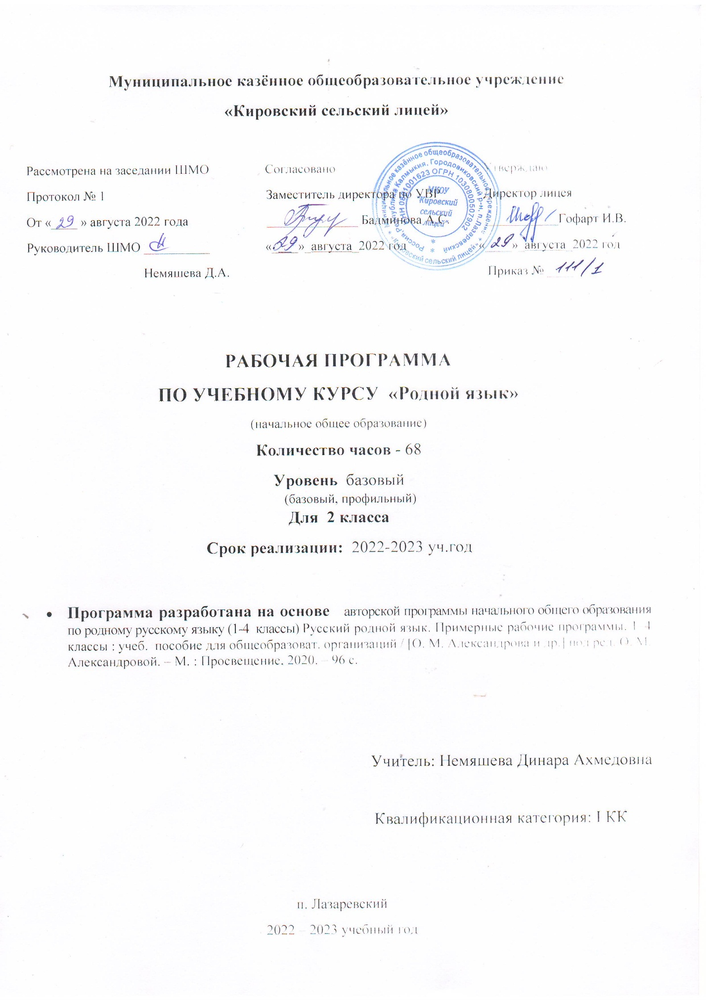 Муниципальное казённое общеобразовательное учреждение
«Кировский сельский лицей»
Рассмотрена на заседании ШМО
Протокол № 1
От « 29 » августа 2022 года
Руководитель ШМО
Немяшева Д.А.
Согласовано
Заместитель директора по УВР
Бадминова А.С.
«29» августа 2022 год
Утверждаю
Директор лицея
Гофарт И.В.
« 29 » августа 2022 год
Приказ № 111/1
Муниципальное казённое общеобразовательное учреждение «Кировский сельский лицей»
Россия, Республика Калмыкия, Городовиковский р-н, п.Лазаревский
ОГРН 1030800507902
МКОУ
"Кировский
сельский
лицей"
РАБОЧАЯ ПРОГРАММА
ПО УЧЕБНОМУ КУРСУ «Родной язык»
(начальное общее образование)
Количество часов - 68
Уровень базовый
(базовый, профильный)
Для 2 класса
Срок реализации: 2022-2023 уч.год
• Программа разработана на основе авторской программы начального общего образования
по родному русскому языку (1-4 классы) Русский родной язык. Примерные рабочие программы. 1-4
классы : учеб. пособие для общеобразоват. организаций / [О. М. Александрова и др.] под ред. О. М.
Александровой. – М. : Просвещение. 2020. – 96 с.
Учитель: Немяшева Динара Ахмедовна
Квалификационная категория: I КК
п. Лазаревский
2022 – 2023 учебный год